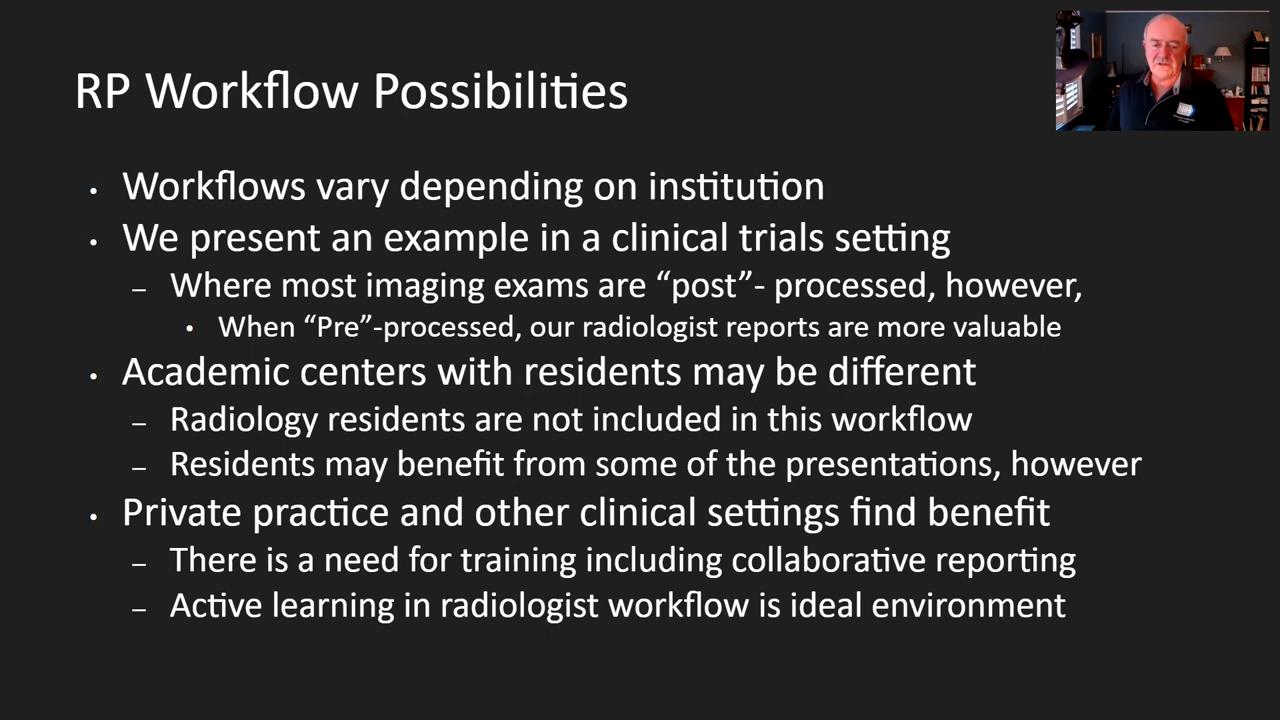 RP Workflow Possibilities
• Workflows vary depending on institution
• We present an example in a clinical trials setting
– Where most imaging exams are “post”- processed, however,
• When “Pre”-processed, our radiologist reports are more valuable
• Academic centers with residents may be different
– Radiology residents are not included in this workflow
– Residents may benefit from some of the presentations, however
• Private practice and other clinical settings find benefit
– There is a need for training including collaborative reporting
– Active learning in radiologist workflow is ideal environment